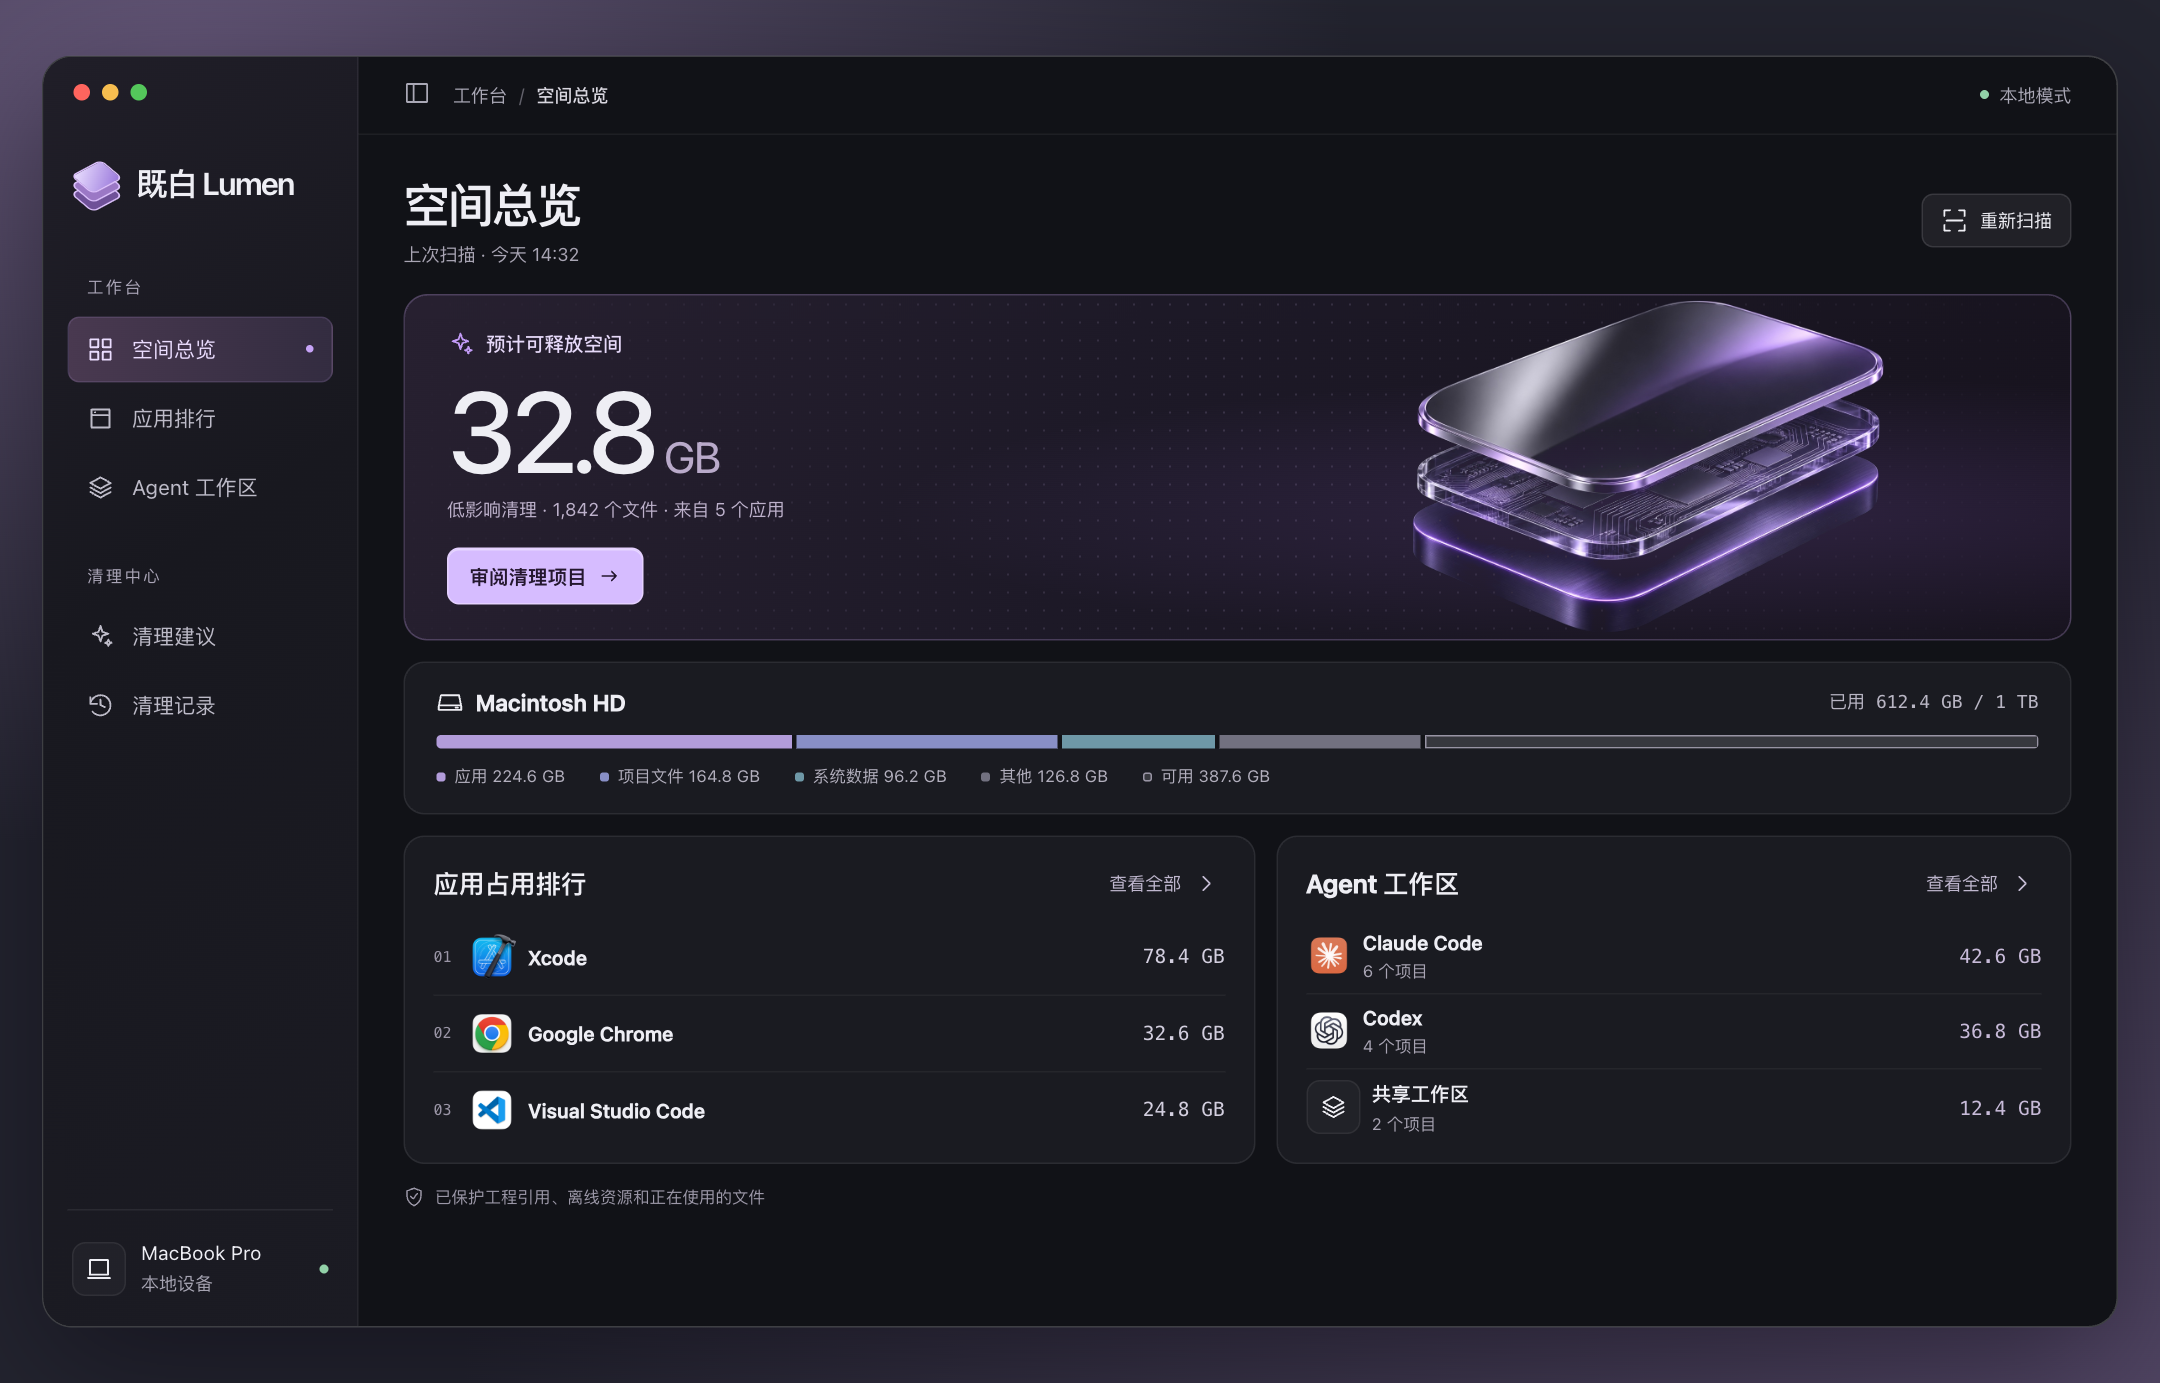 工作台 / 空间总览
本地模式
既白 Lumen
工作台
空间总览
应用排行
Agent 工作区
清理中心
清理建议
清理记录
MacBook Pro
本地设备
空间总览
上次扫描 · 今天 14:32
重新扫描
预计可释放空间
32.8 GB
低影响清理 · 1,842 个文件 · 来自 5 个应用
审阅清理项目 →
Macintosh HD
已用 612.4 GB / 1 TB
应用 224.6 GB 项目文件 164.8 GB 系统数据 96.2 GB 其他 126.8 GB 可用 387.6 GB
应用占用排行
查看全部
01 Xcode 78.4 GB
02 Google Chrome 32.6 GB
03 Visual Studio Code 24.8 GB
Agent 工作区
查看全部
Claude Code
6 个项目
42.6 GB
Codex
4 个项目
36.8 GB
共享工作区
2 个项目
12.4 GB
已保护工程引用、离线资源和正在使用的文件